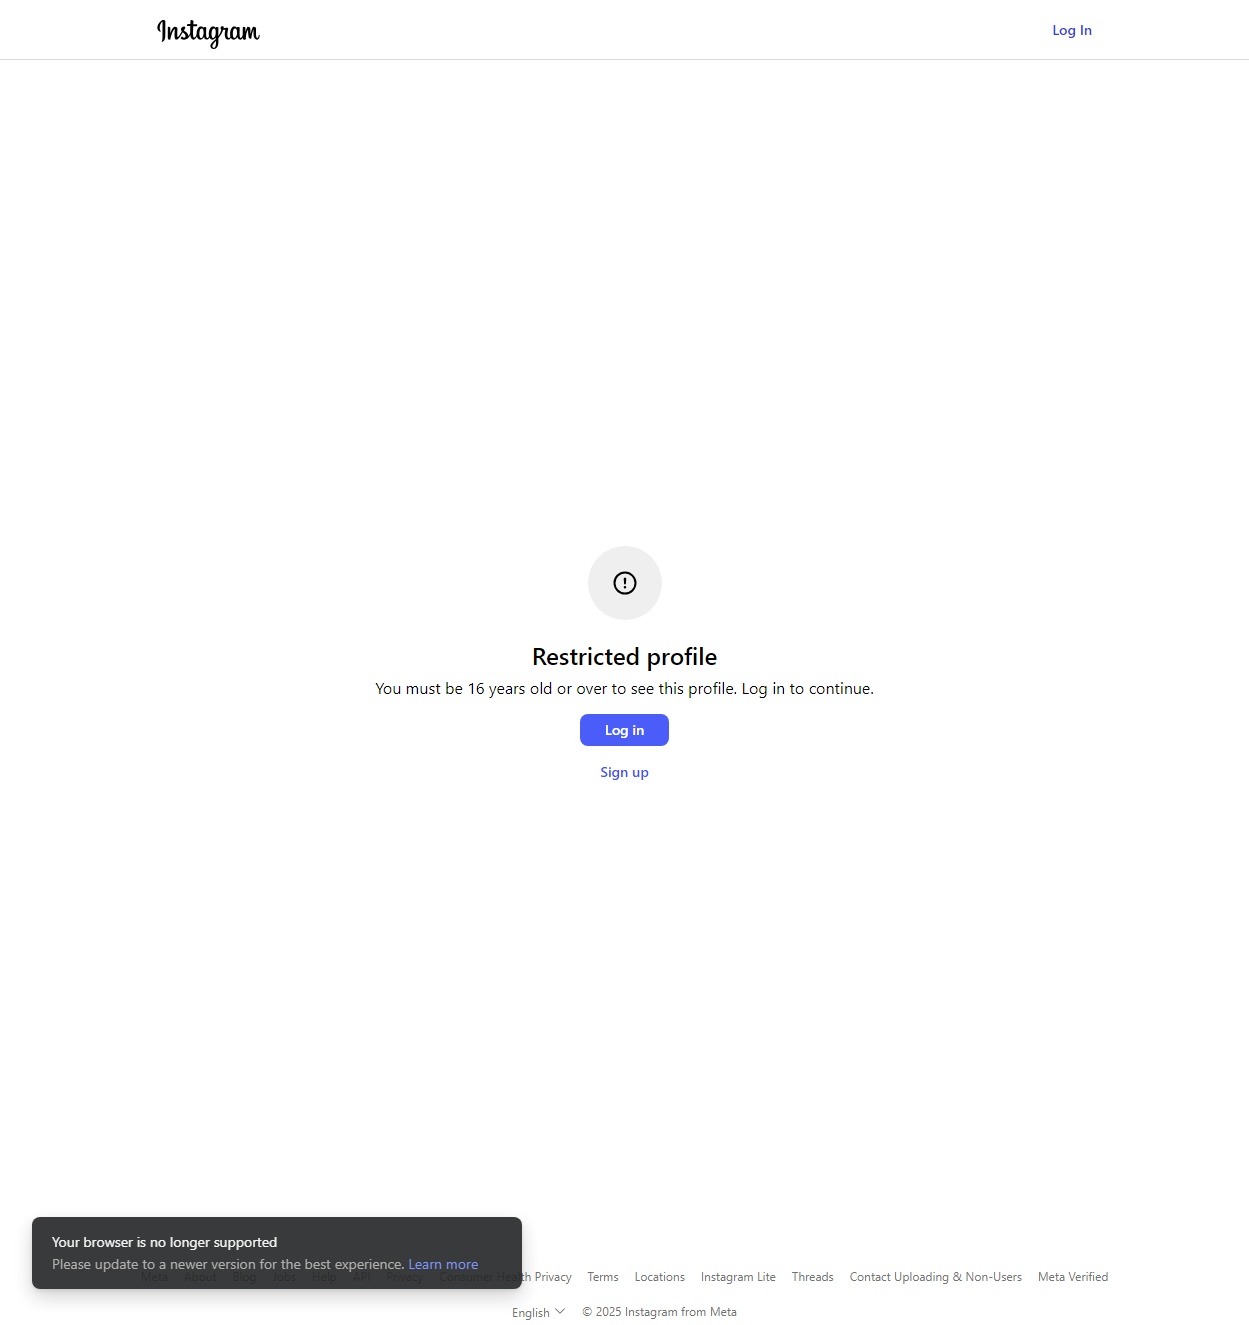 Instagram
Log In
Restricted profile
You must be 16 years old or over to see this profile. Log in to continue.
Log in
Sign up
Your browser is no longer supported
Please update to a newer version for the best experience. Learn more
Meta About Blog Jobs Help API Privacy Consumer Health Privacy Terms Locations Instagram Lite Threads Contact Uploading & Non-Users Meta Verified
English © 2025 Instagram from Meta